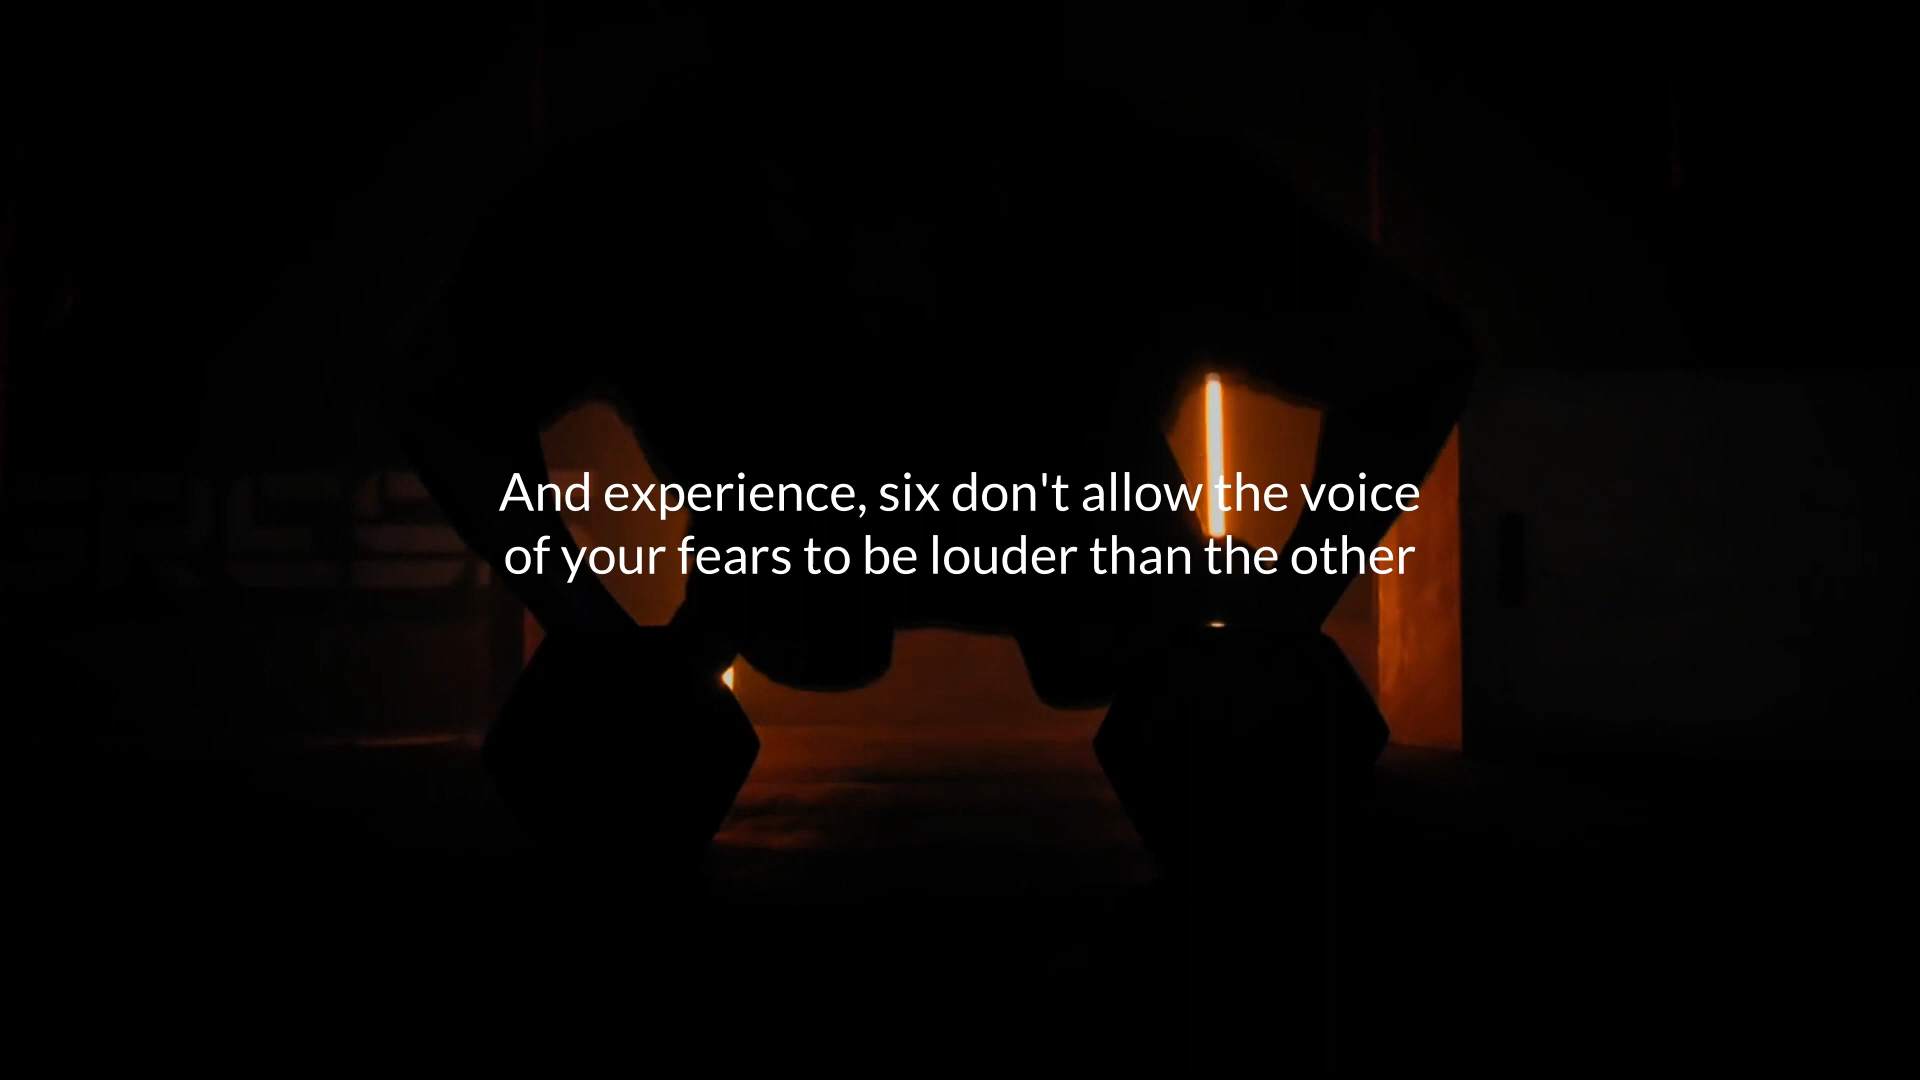 And experience, six don't allow the voice
of your fears to be louder than the other